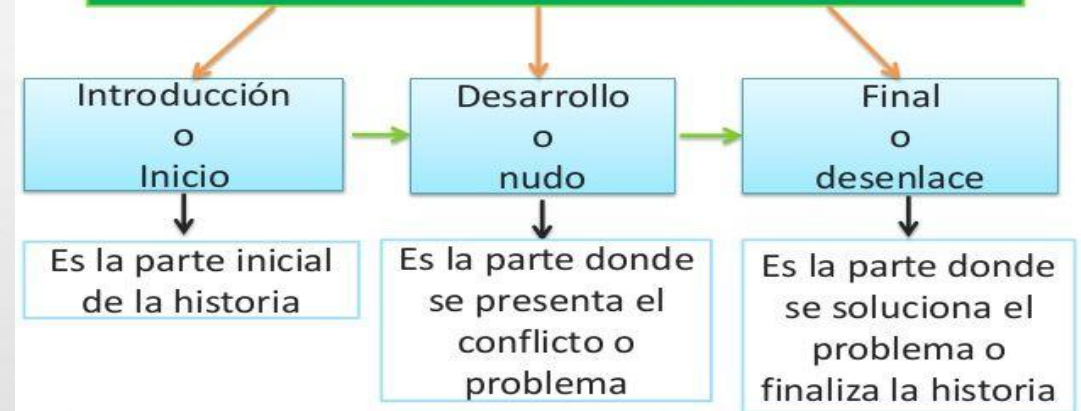 Introducción
o
Inicio
Desarrollo
o
nudo
Final
o
desenlace
Es la parte inicial
de la historia
Es la parte donde
se presenta el
conflicto o
problema
Es la parte donde
se soluciona el
problema o
finaliza la historia